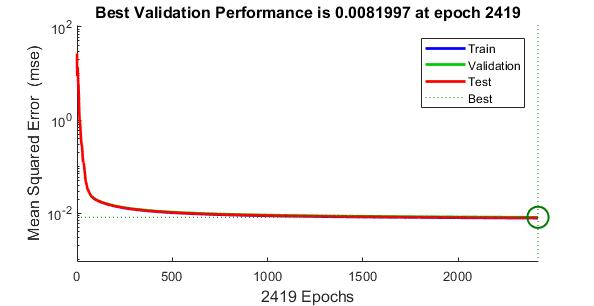 Best Validation Performance is 0.0081997 at epoch 2419
Mean Squared Error  (mse)
10^2
10^0
10^-2
Train
Validation
Test
Best
0 500 1000 1500 2000
2419 Epochs